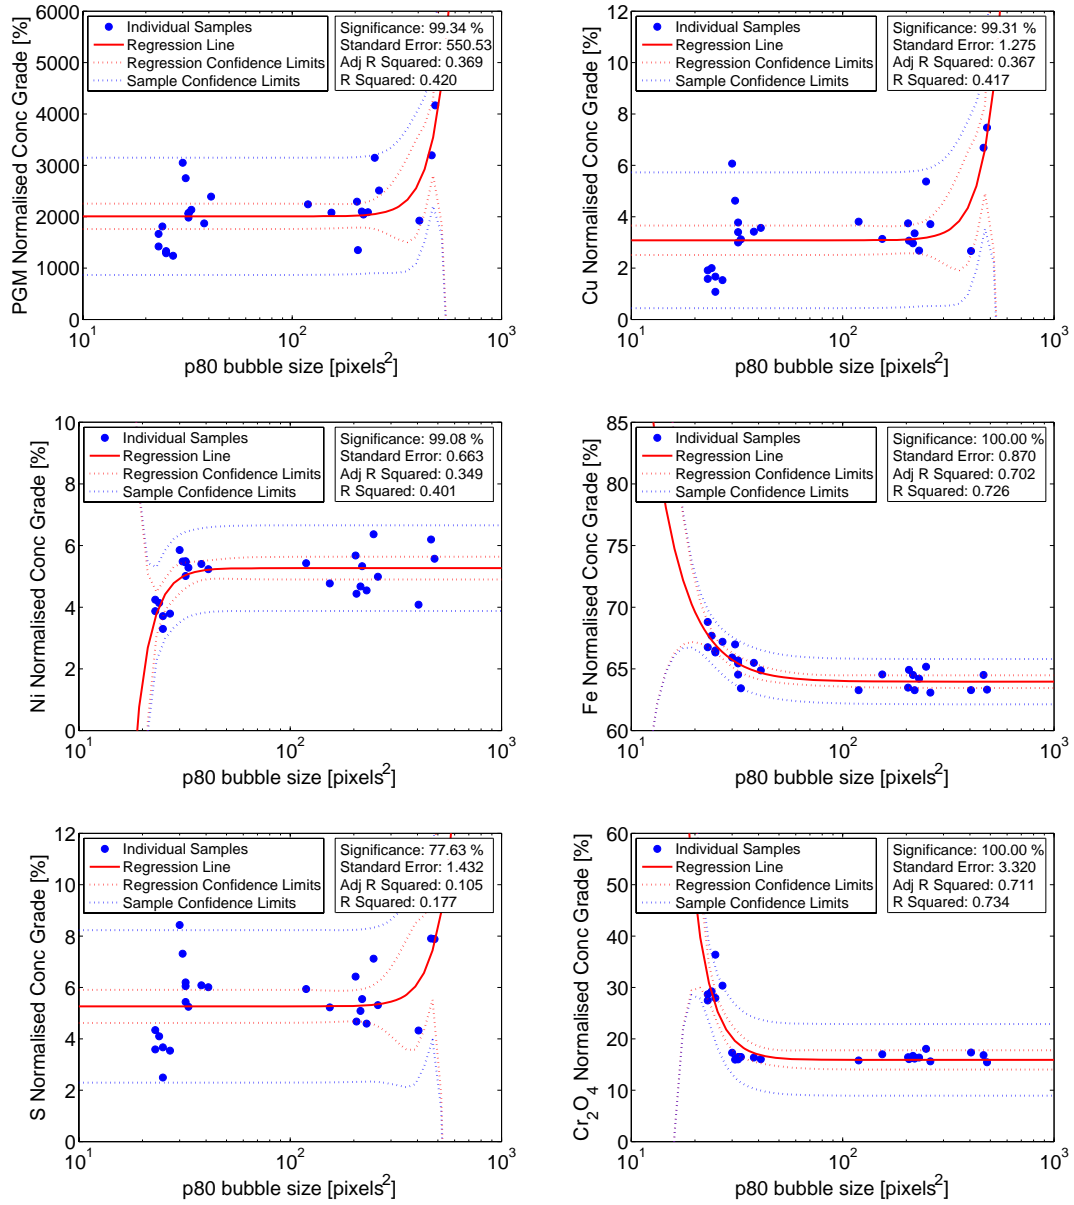 PGM Normalised Conc Grade [%]
6000
5000
4000
3000
2000
1000
0
Individual Samples
Regression Line
Regression Confidence Limits
Sample Confidence Limits
Significance: 99.34 %
Standard Error: 550.53
Adj R Squared: 0.369
R Squared: 0.420
10^1 10^2 10^3
p80 bubble size [pixels^2]
Cu Normalised Conc Grade [%]
12
10
8
6
4
2
0
Individual Samples
Regression Line
Regression Confidence Limits
Sample Confidence Limits
Significance: 99.31 %
Standard Error: 1.275
Adj R Squared: 0.367
R Squared: 0.417
10^1 10^2 10^3
p80 bubble size [pixels^2]
Ni Normalised Conc Grade [%]
10
8
6
4
2
0
Individual Samples
Regression Line
Regression Confidence Limits
Sample Confidence Limits
Significance: 99.08 %
Standard Error: 0.663
Adj R Squared: 0.349
R Squared: 0.401
10^1 10^2 10^3
p80 bubble size [pixels^2]
Fe Normalised Conc Grade [%]
85
80
75
70
65
60
Individual Samples
Regression Line
Regression Confidence Limits
Sample Confidence Limits
Significance: 100.00 %
Standard Error: 0.870
Adj R Squared: 0.702
R Squared: 0.726
10^1 10^2 10^3
p80 bubble size [pixels^2]
S Normalised Conc Grade [%]
12
10
8
6
4
2
0
Individual Samples
Regression Line
Regression Confidence Limits
Sample Confidence Limits
Significance: 77.63 %
Standard Error: 1.432
Adj R Squared: 0.105
R Squared: 0.177
10^1 10^2 10^3
p80 bubble size [pixels^2]
Cr_2O_4 Normalised Conc Grade [%]
60
50
40
30
20
10
0
Individual Samples
Regression Line
Regression Confidence Limits
Sample Confidence Limits
Significance: 100.00 %
Standard Error: 3.320
Adj R Squared: 0.711
R Squared: 0.734
10^1 10^2 10^3
p80 bubble size [pixels^2]